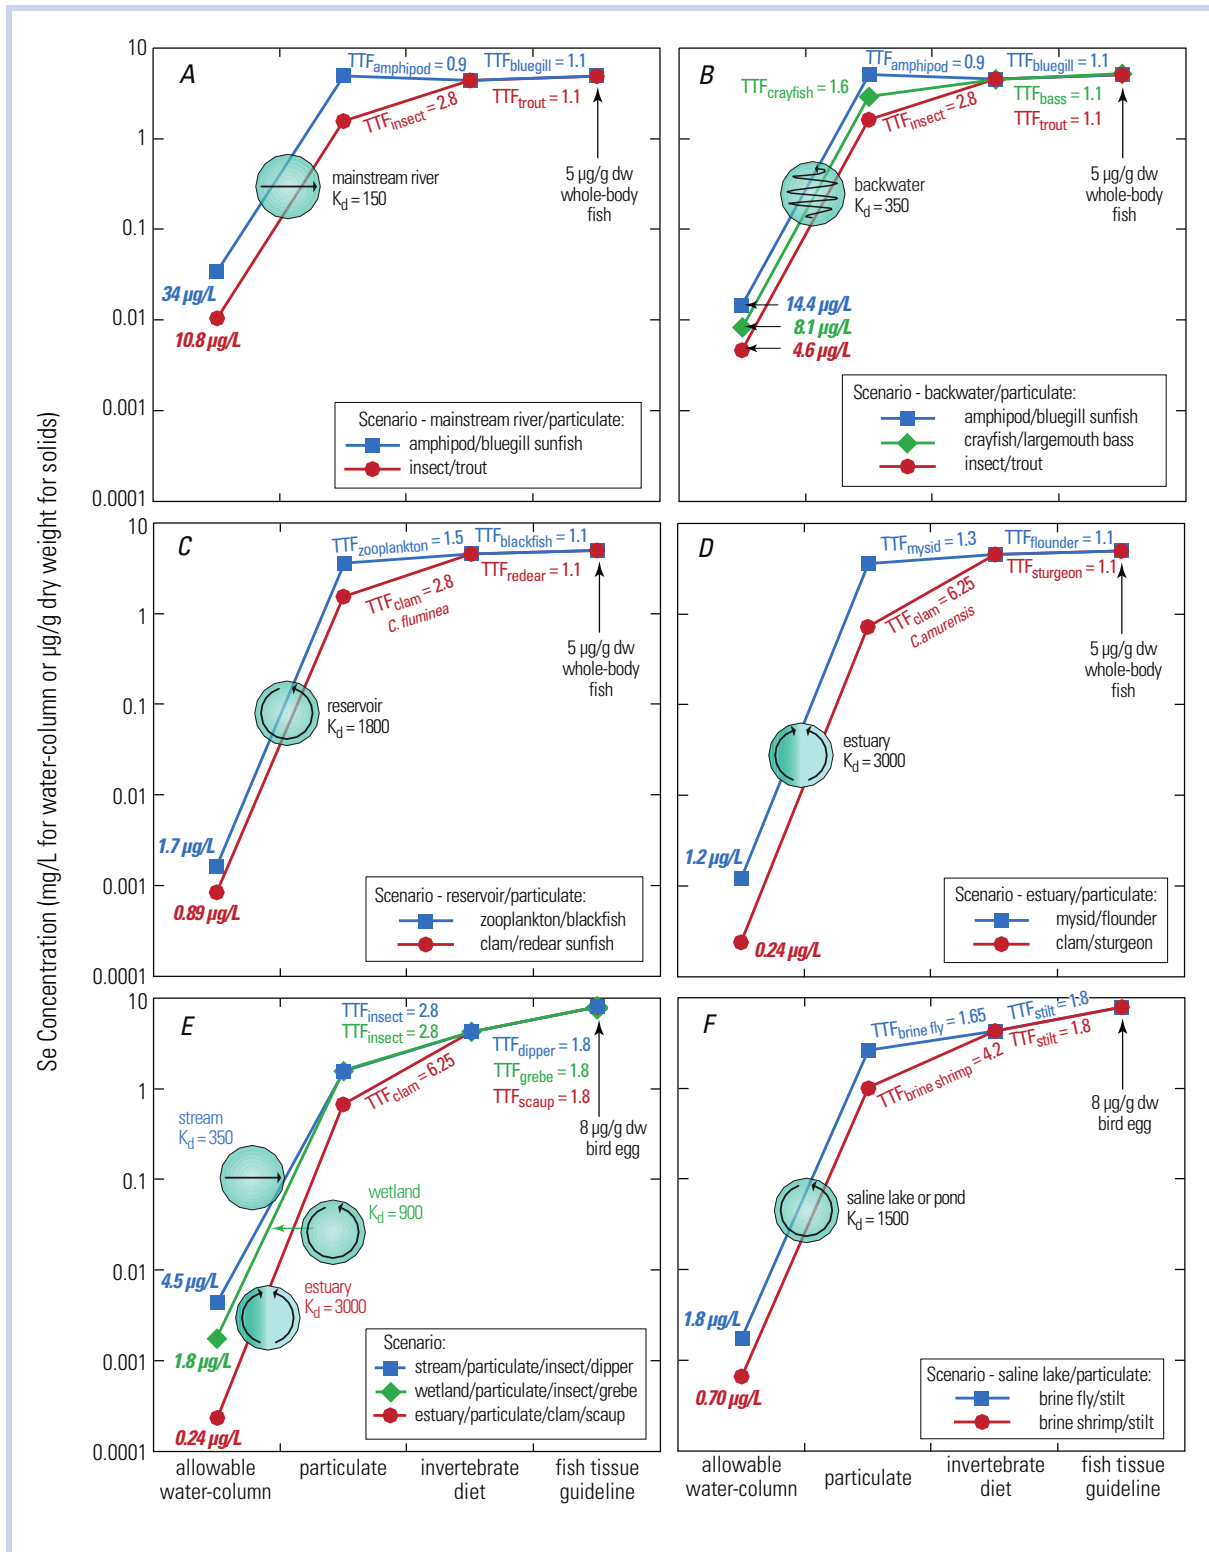 Se Concentration (mg/L for water-column or µg/g dry weight for solids)
10
1
0.1
0.01
0.001
0.0001
A
TTFamphipod = 0.9
TTFbluegill = 1.1
TTFinsect = 2.8
TTFtrout = 1.1
mainstream river
Kd = 150
5 µg/g dw
whole-body
fish
34 µg/L
10.8 µg/L
Scenario - mainstream river/particulate:
amphipod/bluegill sunfish
insect/trout
B
TTFamphipod = 0.9
TTFbluegill = 1.1
TTFcrayfish = 1.6
TTFinsect = 2.8
TTFbass = 1.1
TTFtrout = 1.1
backwater
Kd = 350
5 µg/g dw
whole-body
fish
14.4 µg/L
8.1 µg/L
4.6 µg/L
Scenario - backwater/particulate:
amphipod/bluegill sunfish
crayfish/largemouth bass
insect/trout
10
1
0.1
0.01
0.001
0.0001
C
TTFzooplankton = 1.5
TTFblackfish = 1.1
TTFclam = 2.8
C. fluminea
TTFredear = 1.1
reservoir
Kd = 1800
5 µg/g dw
whole-body
fish
1.7 µg/L
0.89 µg/L
Scenario - reservoir/particulate:
zooplankton/blackfish
clam/redear sunfish
D
TTFmysid = 1.3
TTFflounder = 1.1
TTFclam = 6.25
C.amurensis
TTFsturgeon = 1.1
estuary
Kd = 3000
5 µg/g dw
whole-body
fish
1.2 µg/L
0.24 µg/L
Scenario - estuary/particulate:
mysid/flounder
clam/sturgeon
10
1
0.1
0.01
0.001
0.0001
E
TTFinsect = 2.8
TTFinsect = 2.8
TTFclam = 6.25
TTFdipper = 1.8
TTFgrebe = 1.8
TTFscaup = 1.8
8 µg/g dw
bird egg
stream
Kd = 350
wetland
Kd = 900
estuary
Kd = 3000
4.5 µg/L
1.8 µg/L
0.24 µg/L
Scenario:
stream/particulate/insect/dipper
wetland/particulate/insect/grebe
estuary/particulate/clam/scaup
allowable
water-column
particulate
invertebrate
diet
fish tissue
guideline
F
TTFbrine fly = 1.65
TTFstilt = 1.8
TTFbrine shrimp = 4.2
TTFstilt = 1.8
8 µg/g dw
bird egg
saline lake or pond
Kd = 1500
1.8 µg/L
0.70 µg/L
Scenario - saline lake/particulate:
brine fly/stilt
brine shrimp/stilt
allowable
water-column
particulate
invertebrate
diet
fish tissue
guideline